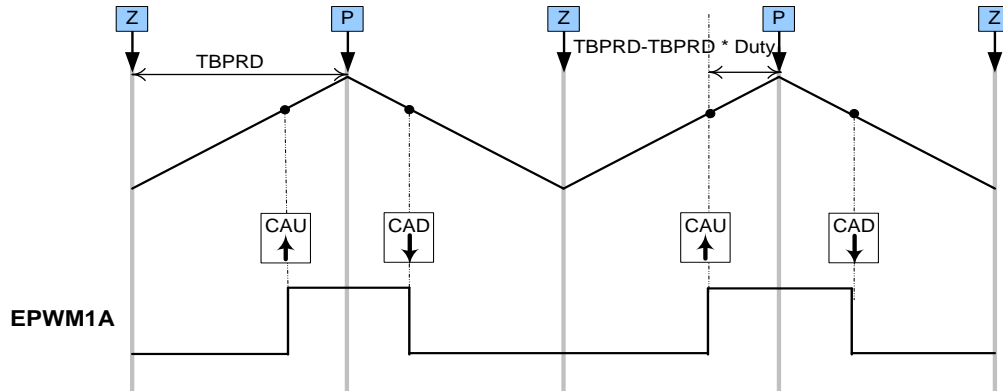 Z
P
Z
P
Z
TBPRD-TBPRD * Duty
TBPRD
CAU
CAD
CAU
CAD
EPWM1A